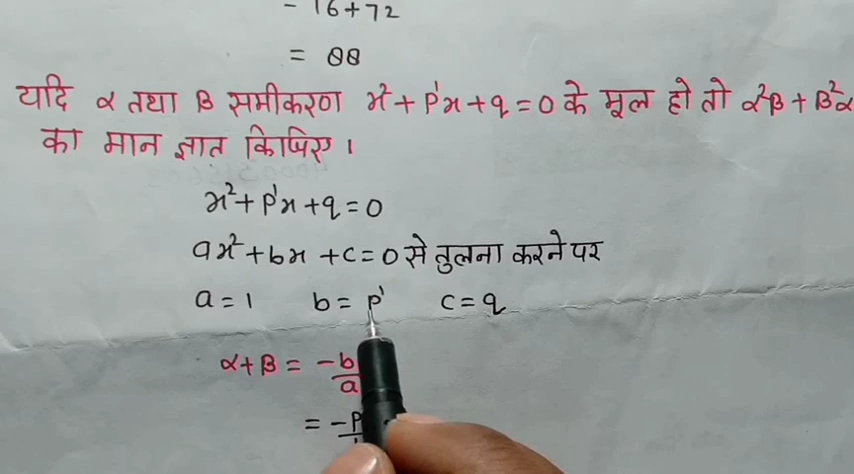 - 16+72
= 88
यदि α तथा β समीकरण x²+p'x+q=0 के मूल हो तो α²β+β²α
का मान ज्ञात किजिए।
x²+p'x+q=0
ax²+bx+c=0 से तुलना करने पर
a=1 b=p' c=q
α+β = -b/a
= -p